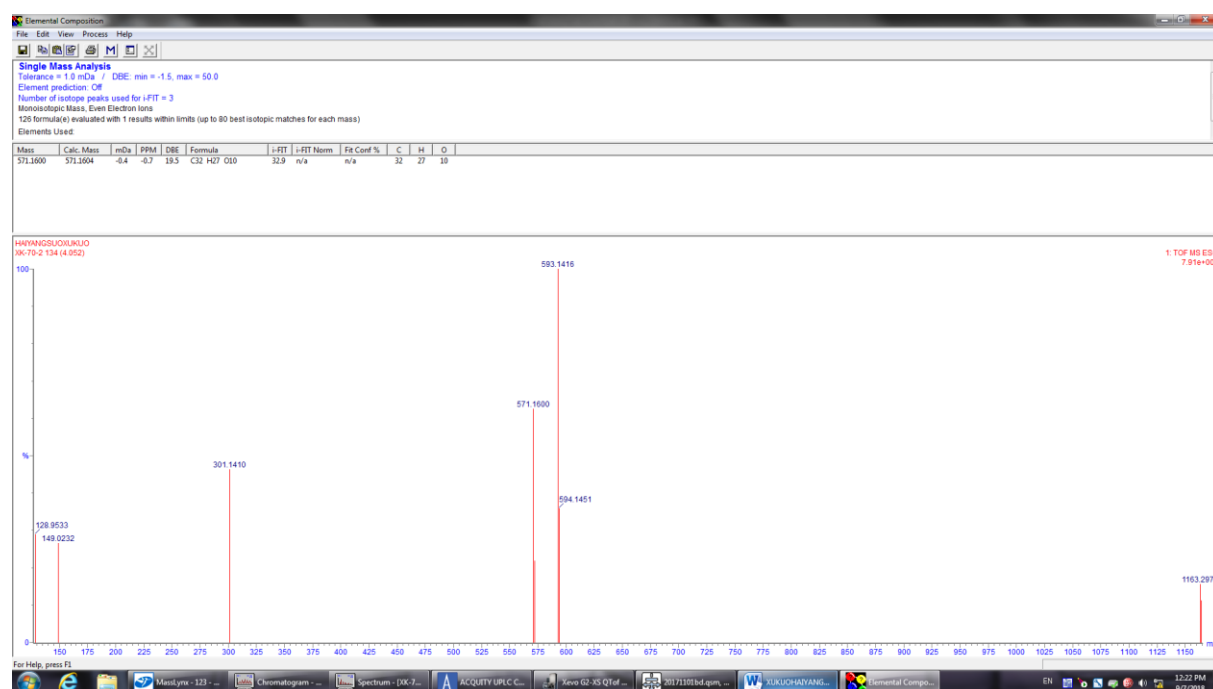 Elemental Composition
File Edit View Process Help
Single Mass Analysis
Tolerance = 1.0 mDa / DBE: min = -1.5, max = 50.0
Element prediction: Off
Number of isotope peaks used for i-FIT = 3
Monoisotopic Mass, Even Electron Ions
126 formula(e) evaluated with 1 results within limits (up to 80 best isotopic matches for each mass)
Elements Used:
Mass Calc. Mass mDa PPM DBE Formula i-FIT i-FIT Norm Fit Conf % C H O
571.1600 571.1604 -0.4 -0.7 19.5 C32 H27 O10 32.9 n/a n/a 32 27 10
HAIYANGSUOXUKUO
XK-70-2 134 (4.052)
1: TOF MS ES
7.91e+00
100
%
0
593.1416
571.1600
301.1410
594.1451
128.9533
149.0232
1163.297
150 175 200 225 250 275 300 325 350 375 400 425 450 475 500 525 550 575 600 625 650 675 700 725 750 775 800 825 850 875 900 925 950 975 1000 1025 1050 1075 1100 1125 1150
For Help, press F1
MassLynx - 123 - ...
Chromatogram - ...
Spectrum - [XK-7...
ACQUITY UPLC C...
Xevo G2-XS QTof ...
20171101bd.qsm, ...
XUKUOHAIYANG...
Elemental Compo...
EN
12:22 PM
9/7/2018